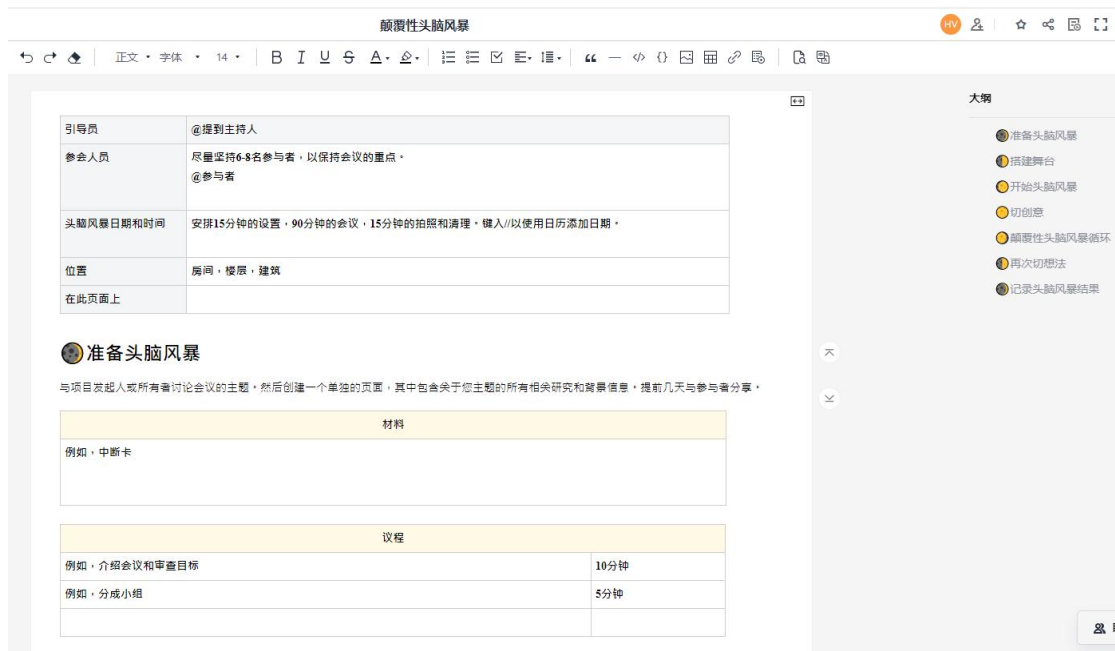 颠覆性头脑风暴
HV
正文 字体 14 B I U S A
大纲
准备头脑风暴
搭建舞台
开始头脑风暴
切创意
颠覆性头脑风暴循环
再次切想法
记录头脑风暴结果
引导员 @提到主持人
参会人员 尽量坚持6-8名参与者，以保持会议的重点。
@参与者
头脑风暴日期和时间 安排15分钟的设置，90分钟的会议，15分钟的拍照和清理。键入//以使用日历添加日期。
位置 房间，楼层，建筑
在此页面上
准备头脑风暴
与项目发起人或所有者讨论会议的主题。然后创建一个单独的页面，其中包含关于您主题的所有相关研究和背景信息。提前几天与参与者分享。
材料
例如，中断卡
议程
例如，介绍会议和审查目标 10分钟
例如，分成小组 5分钟